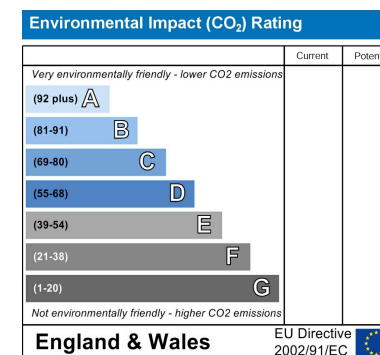 Environmental Impact (CO₂) Rating
Current Poten
Very environmentally friendly - lower CO2 emissions
(92 plus) A
(81-91) B
(69-80) C
(55-68) D
(39-54) E
(21-38) F
(1-20) G
Not environmentally friendly - higher CO2 emissions
England & Wales
EU Directive
2002/91/EC